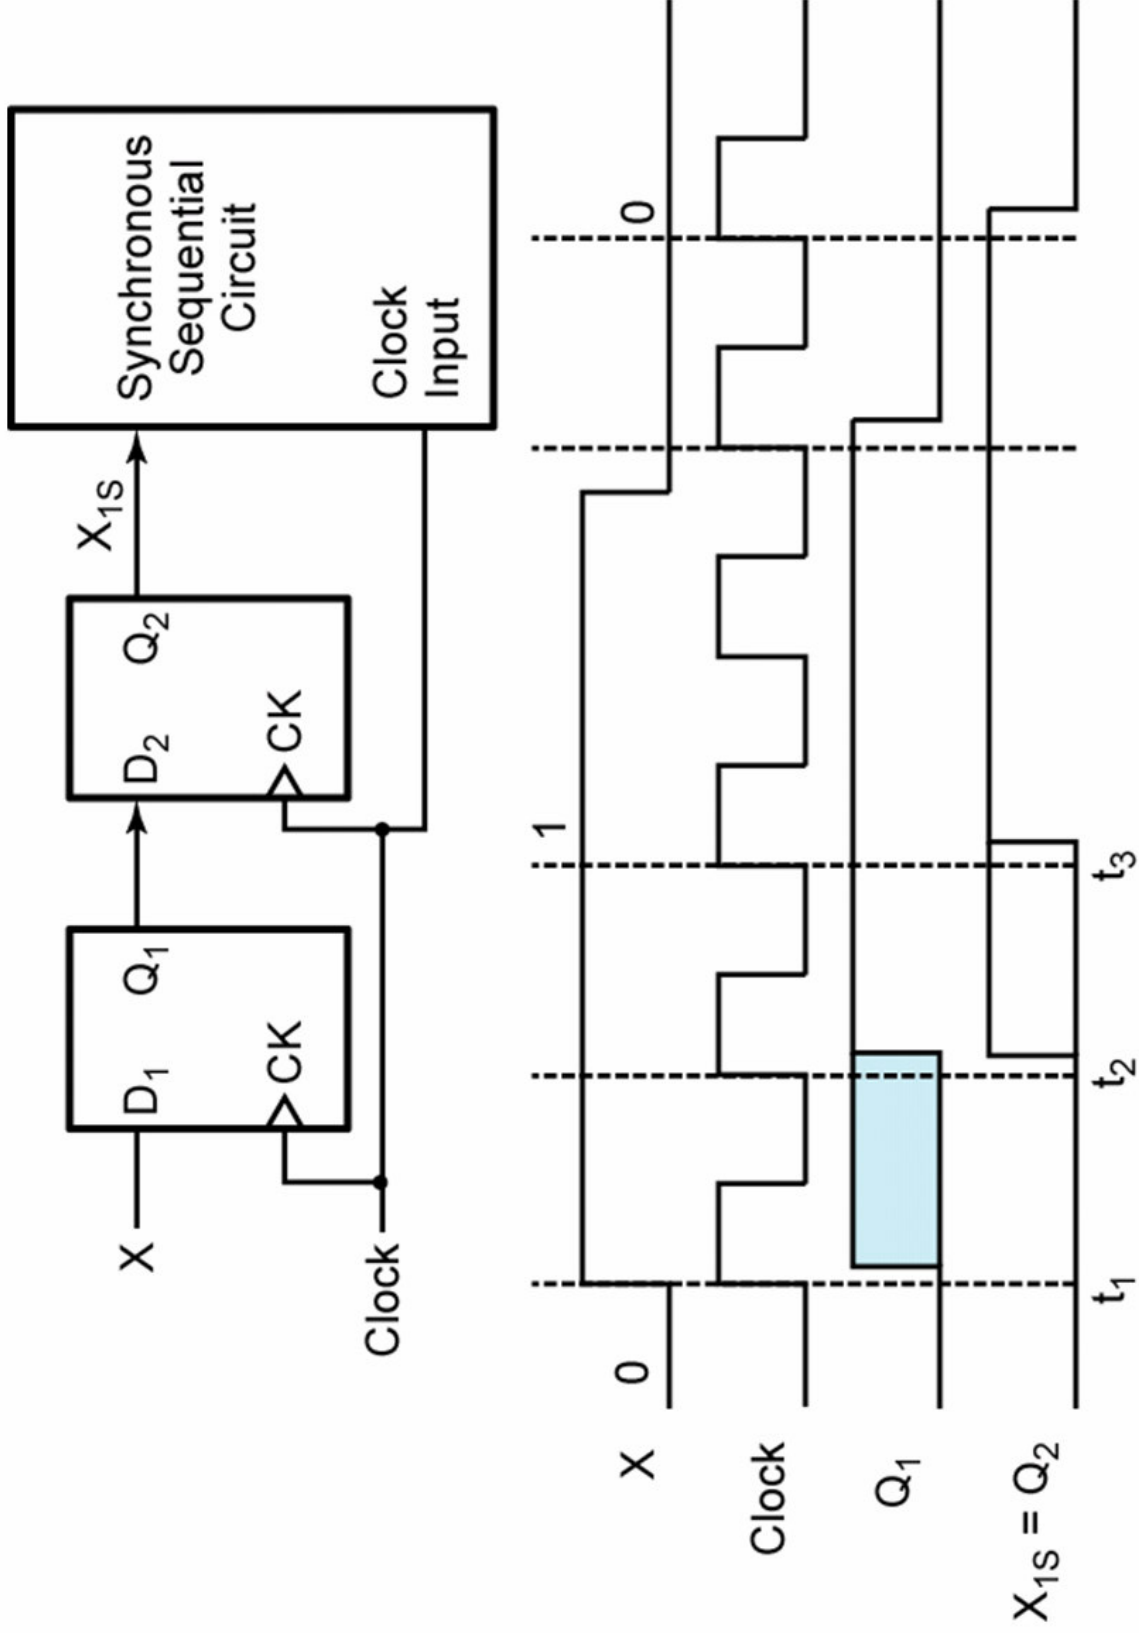 X
D1 Q1
CK
D2 Q2
CK
X1S
Synchronous
Sequential
Circuit
Clock
Input
Clock
X 0 1 0
Clock
Q1
X1S = Q2
t1 t2 t3